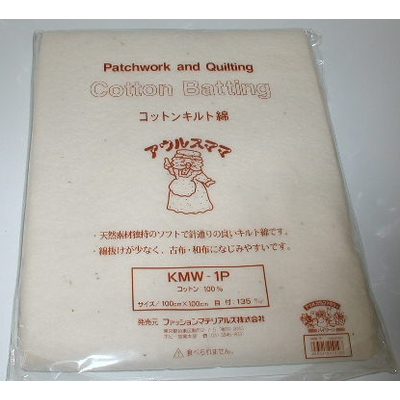 Patchwork and Quilting
Cotton Batting
コットンキルト綿
アウルスママ
・天然素材独特のソフトで針通りの良いキルト綿です。
・綿抜けが少なく、古布・和布になじみやすいです。
KMW-1P
コットン 100%
サイズ/100cm×100cm 目付.135
発売元 ファッションマテリアルズ株式会社
食べられません。